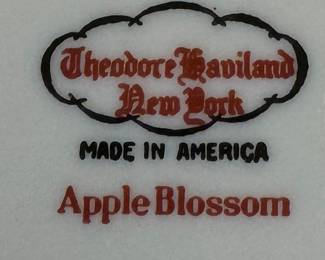 Theodore Haviland
New York
MADE IN AMERICA
Apple Blossom